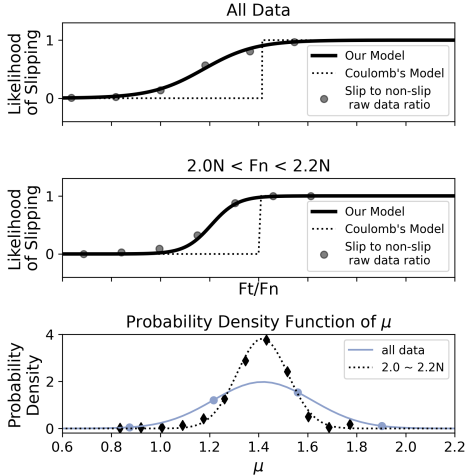 All Data
Likelihood
of Slipping
1
0
Our Model
Coulomb's Model
Slip to non-slip
raw data ratio
2.0N < Fn < 2.2N
Likelihood
of Slipping
1
0
Our Model
Coulomb's Model
Slip to non-slip
raw data ratio
Ft/Fn
Probability Density Function of μ
Probability
Density
4
2
0
all data
2.0 ~ 2.2N
0.6 0.8 1.0 1.2 1.4 1.6 1.8 2.0 2.2
μ